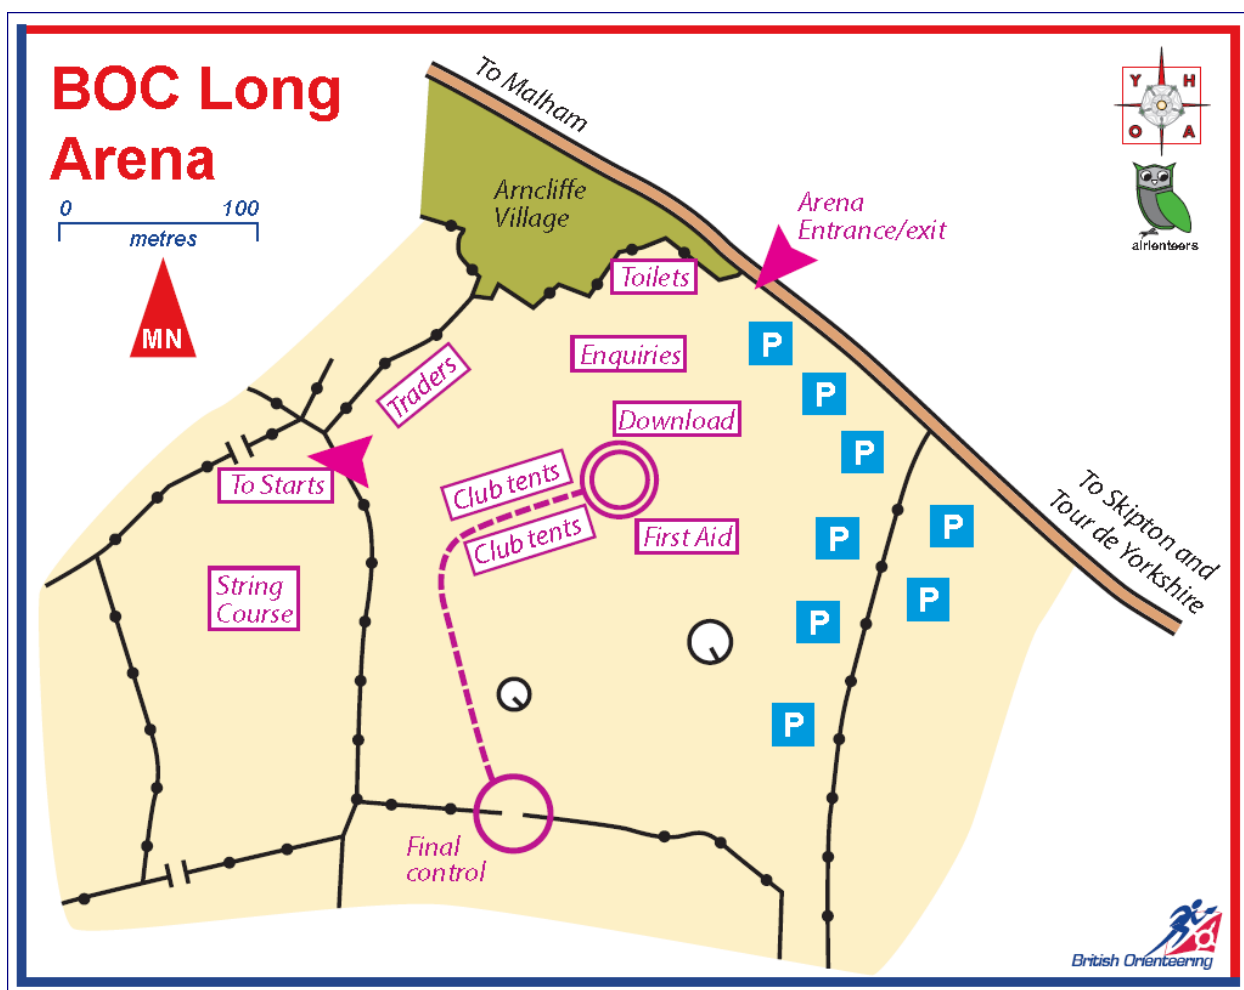 BOC Long
Arena
0 100
metres
MN
To Malham
Arncliffe
Village
Arena
Entrance/exit
Y H
O A
airienteers
Toilets
Enquiries
Traders
Download
To Starts
Club tents
Club tents
First Aid
String
Course
P
P
P
P
P
P
P
P
To Skipton and
Tour de Yorkshire
Final
control
British Orienteering